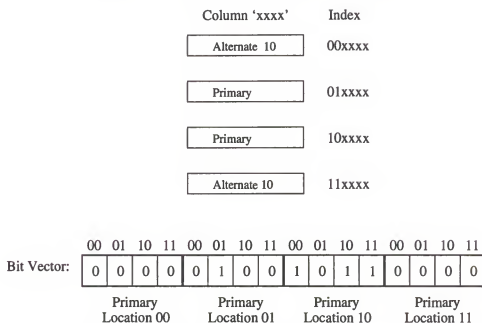 Column ‘xxxx’ Index
Alternate 10 00xxxx
Primary 01xxxx
Primary 10xxxx
Alternate 10 11xxxx
00 01 10 11 00 01 10 11 00 01 10 11 00 01 10 11
Bit Vector: 0 0 0 0 0 1 0 0 1 0 1 1 0 0 0 0
Primary Primary Primary Primary
Location 00 Location 01 Location 10 Location 11